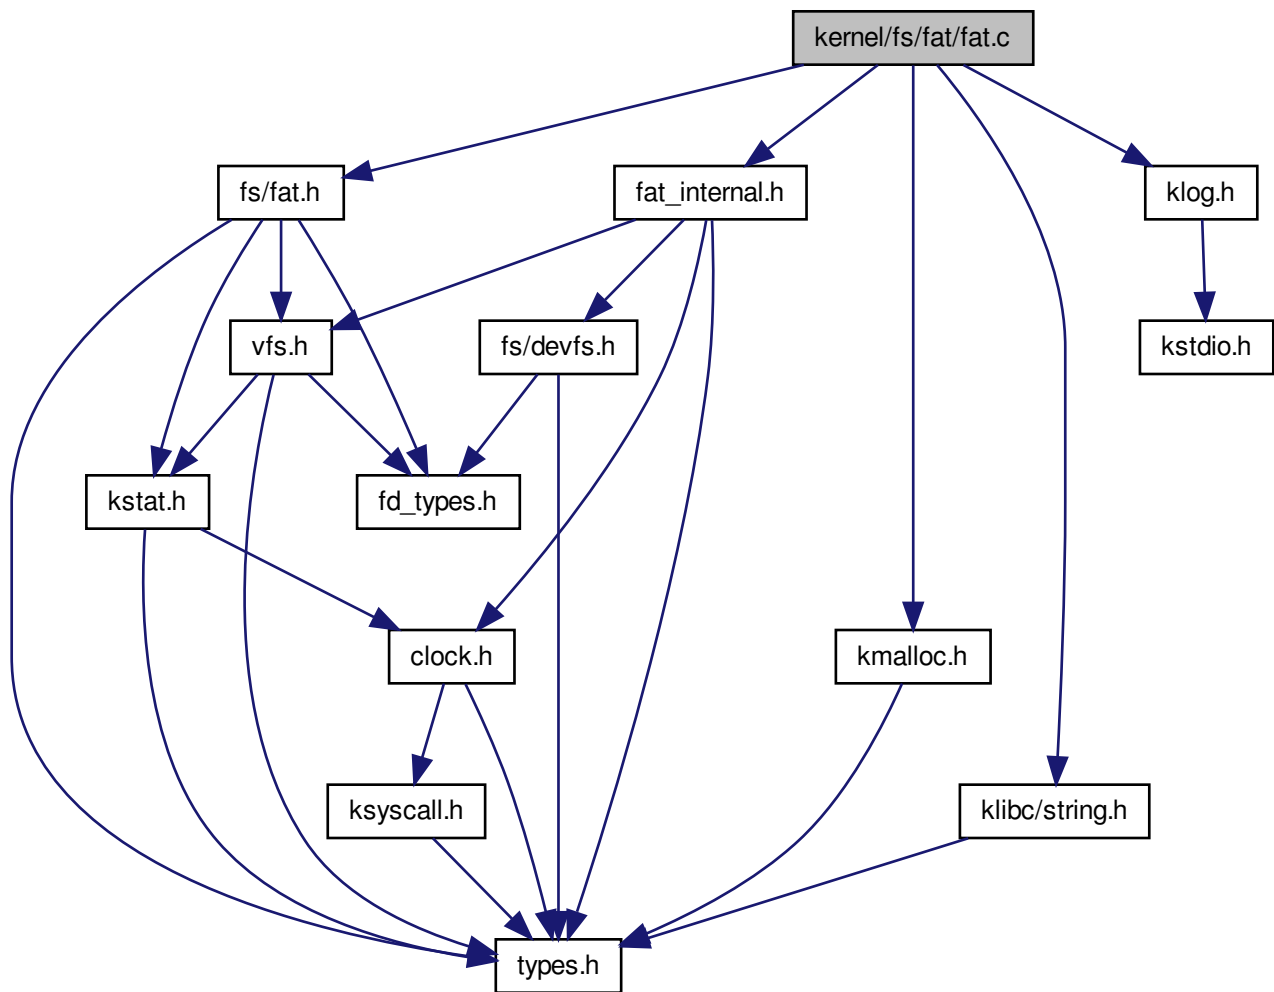 kernel/fs/fat/fat.c
fs/fat.h
fat_internal.h
klog.h
vfs.h
fs/devfs.h
kstdio.h
kstat.h
fd_types.h
clock.h
kmalloc.h
ksyscall.h
klibc/string.h
types.h